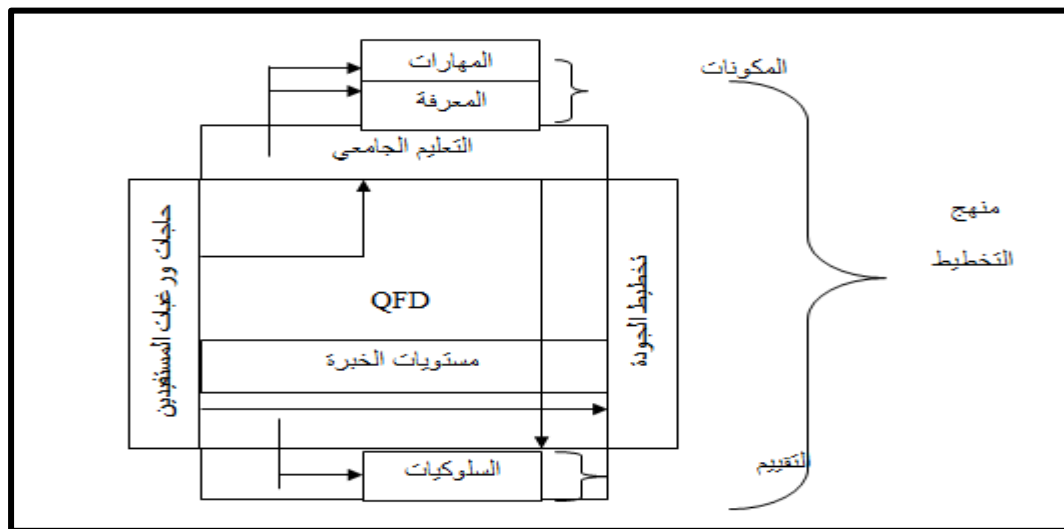 المهارات
المكونات
المعرفة
التعليم الجامعي
منهج
التخطيط
حاجات ورغبات المستفيدين
QFD
تخطيط الجودة
مستويات الخبرة
السلوكيات
التقييم